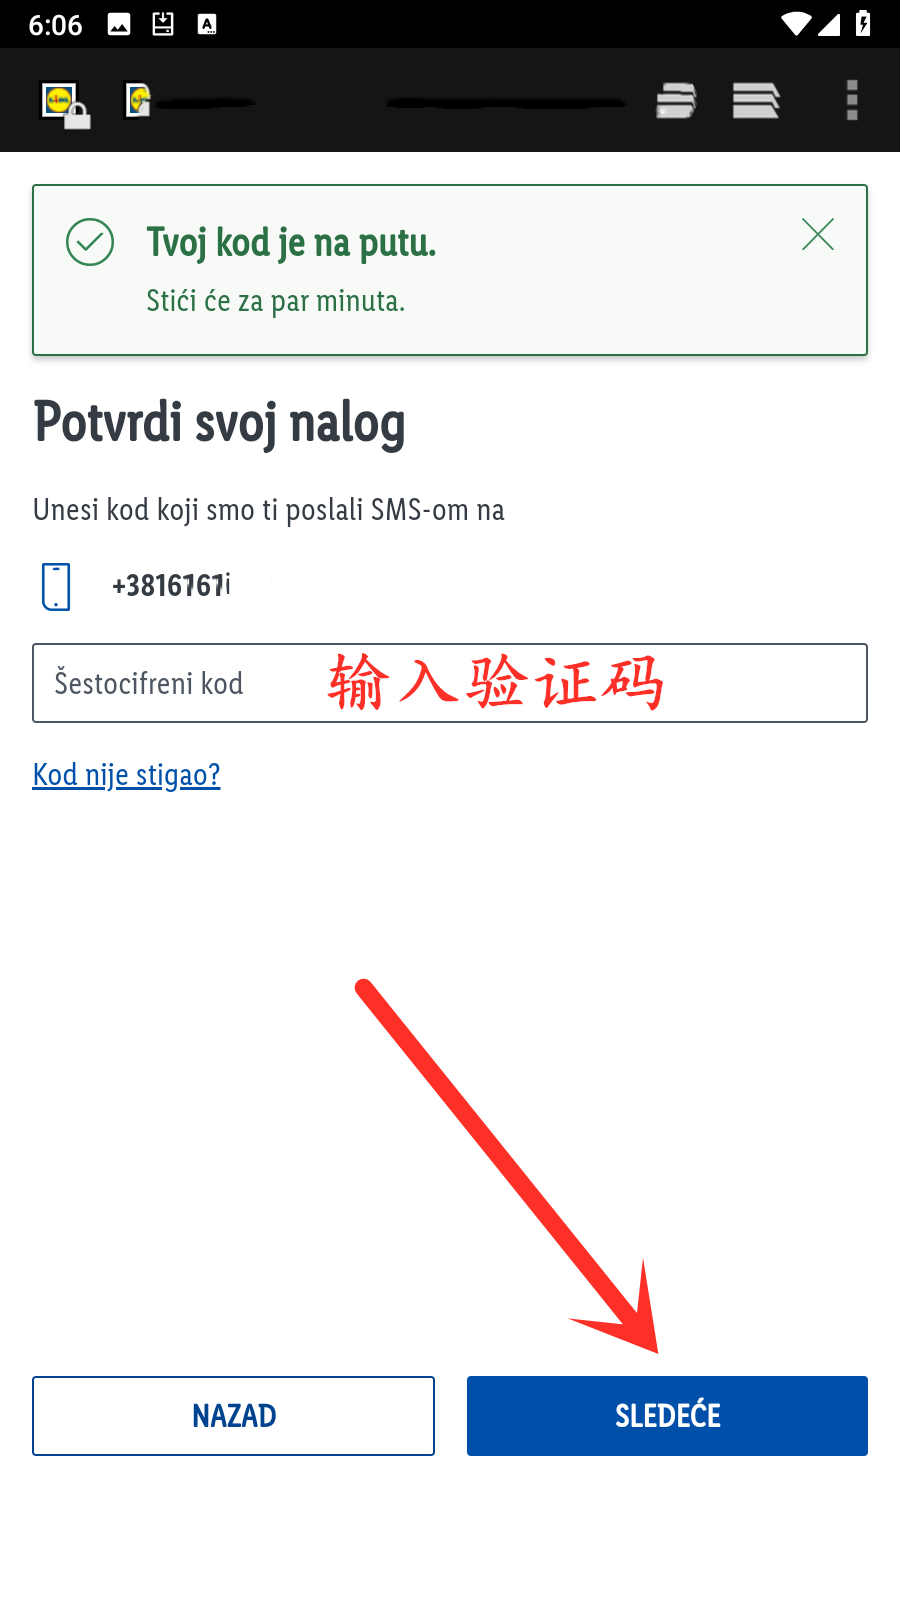 6:06
Tvoj kod je na putu.
Stići će za par minuta.
Potvrdi svoj nalog
Unesi kod koji smo ti poslali SMS-om na
+3816161
Šestocifreni kod 输入验证码
Kod nije stigao?
NAZAD SLEDEĆE